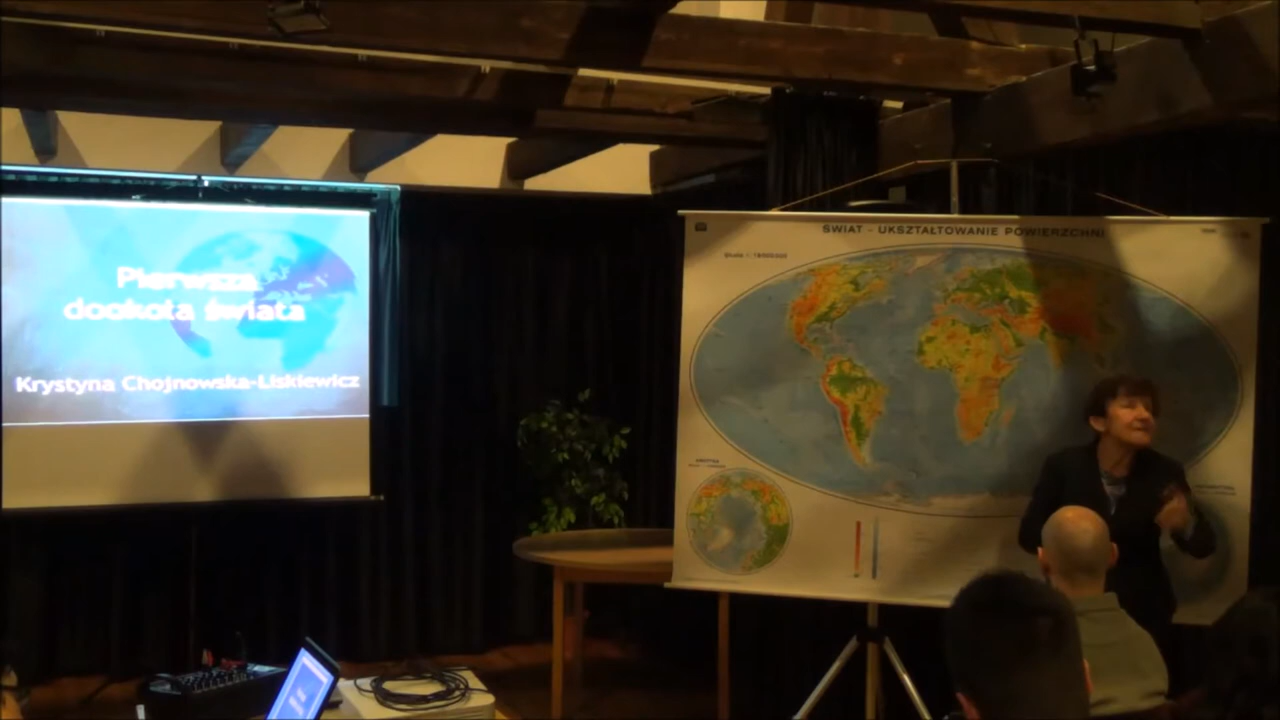 Pierwsza
dookoła świata
Krystyna Chojnowska-Liskiewicz
ŚWIAT - UKSZTAŁTOWANIE POWIERZCHNI